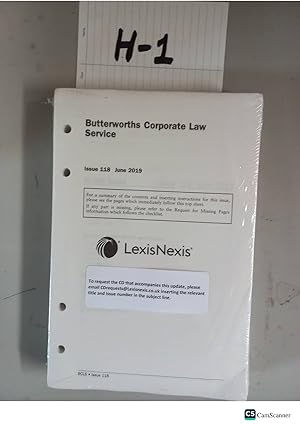 H-1
Butterworths Corporate Law
Service
Issue 118 June 2019
For a summary of the contents and inserting instructions for this issue,
please see the pages which immediately follow this top sheet.
If any part is missing, please refer to the Request for Missing Pages
information which follows the checklist.
LexisNexis®
To request the CD that accompanies this update, please
email CDrequests@Lexisnexis.co.uk inserting the relevant
title and issue number in the subject line.
BCLS • Issue 118
CS CamScanner